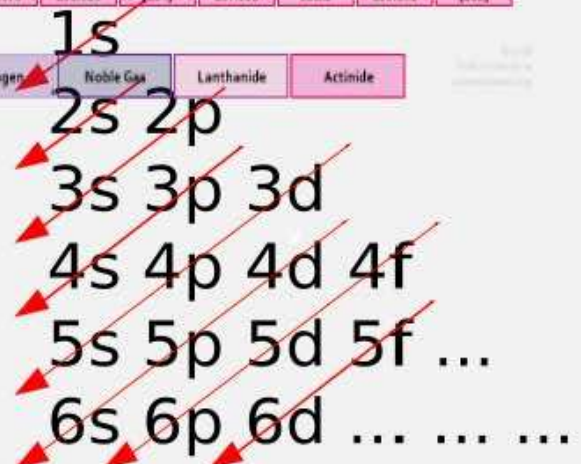 1s
Noble Gaa Lanthanide Actinide
2s 2p
3s 3p 3d
4s 4p 4d 4f
5s 5p 5d 5f ...
6s 6p 6d ... ... ...